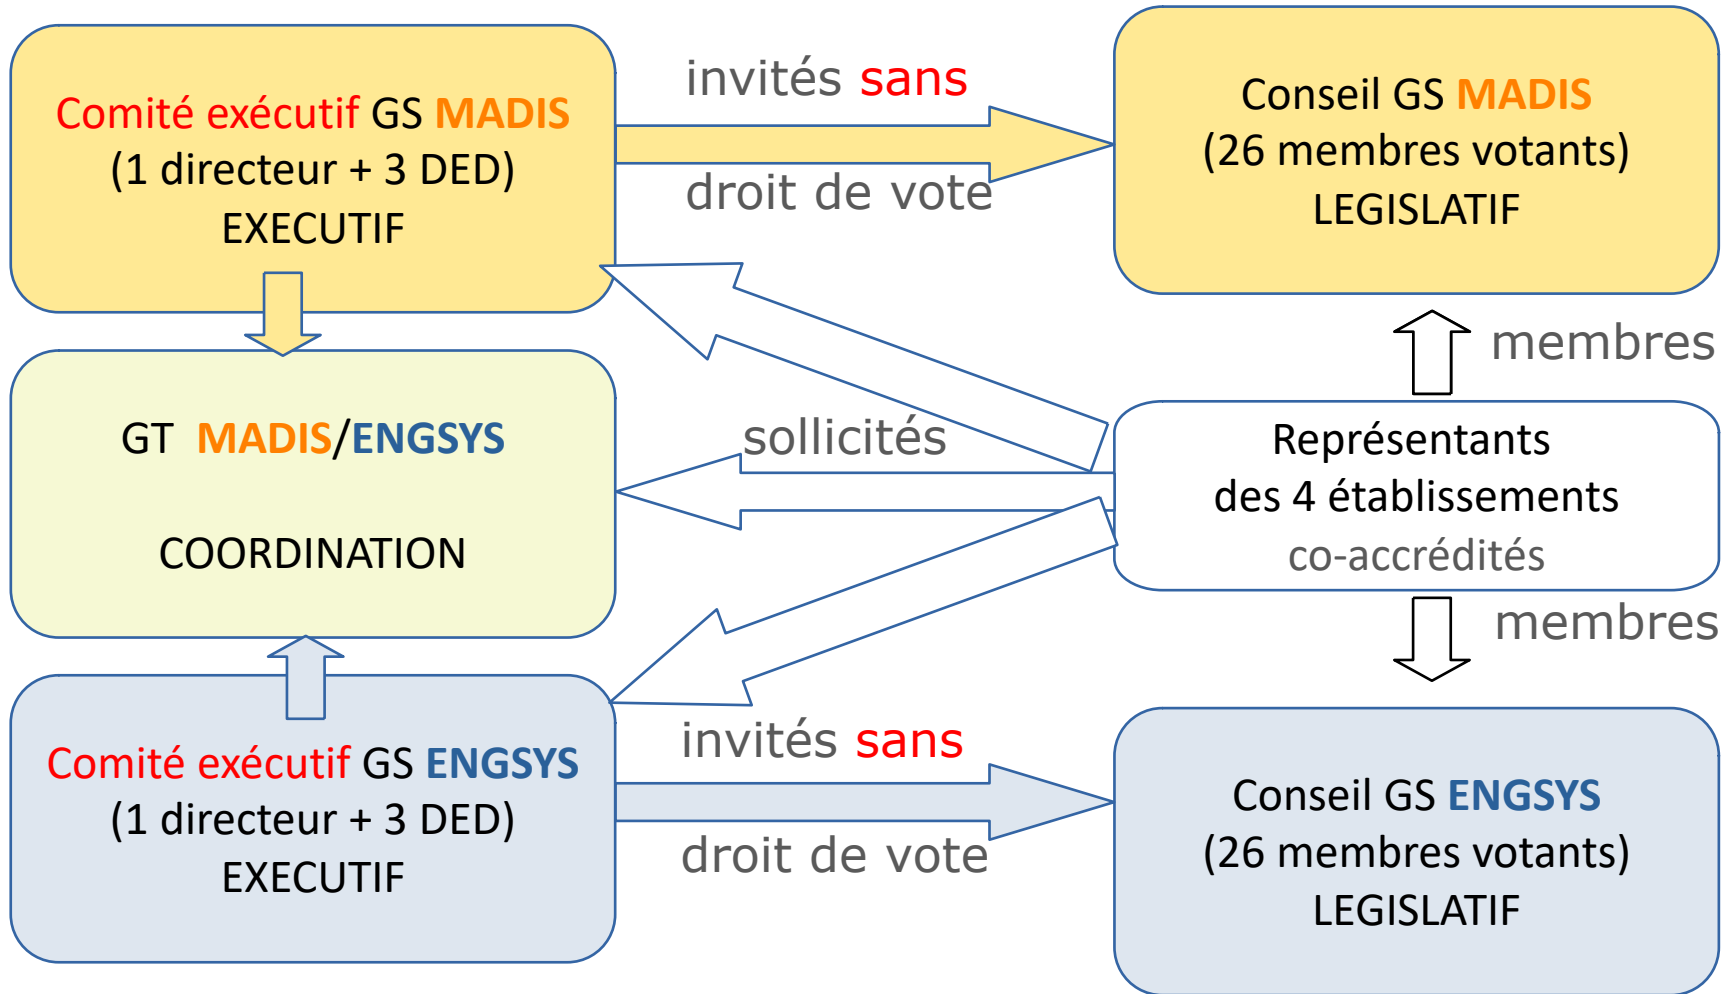 Comité exécutif GS MADIS
(1 directeur + 3 DED)
EXECUTIF
invités sans
droit de vote
Conseil GS MADIS
(26 membres votants)
LEGISLATIF
membres
GT MADIS/ENGSYS
COORDINATION
sollicités
Représentants
des 4 établissements
co-accrédités
membres
Comité exécutif GS ENGSYS
(1 directeur + 3 DED)
EXECUTIF
invités sans
droit de vote
Conseil GS ENGSYS
(26 membres votants)
LEGISLATIF